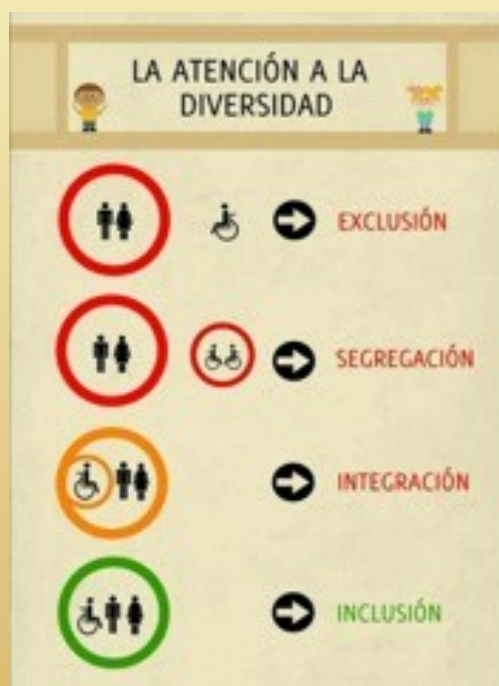 LA ATENCIÓN A LA
DIVERSIDAD
EXCLUSIÓN
SEGREGACIÓN
INTEGRACIÓN
INCLUSIÓN